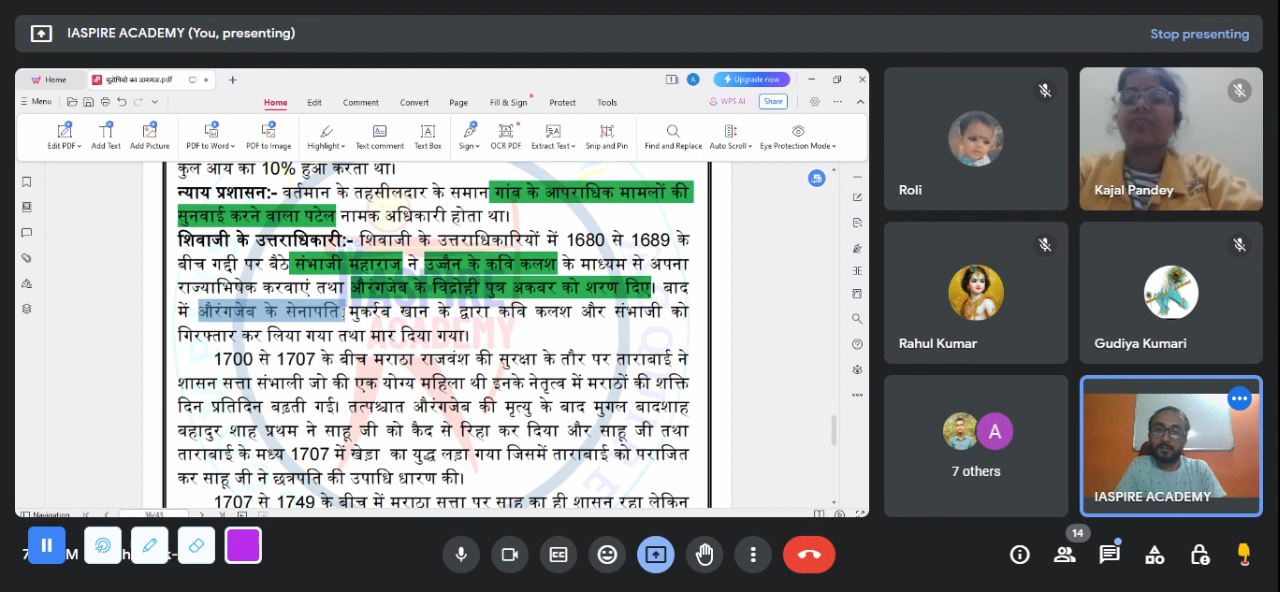 IASPIRE ACADEMY (You, presenting)
Stop presenting
Home
यूरोपियो का आगमन.pdf
Upgrade now
Menu
Home Edit Comment Convert Page Fill & Sign Protect Tools
WPS AI
Share
Edit PDF Add Text Add Picture PDF to Word PDF to Image Highlight Text comment Text Box Sign OCR PDF Extract Text Snip and Pin Find and Replace Auto Scroll Eye Protection Mode
कुल आय का 10% हुआ करता था।
न्याय प्रशासन:- वर्तमान के तहसीलदार के समान गांव के आपराधिक मामलों की
सुनवाई करने वाला पटेल नामक अधिकारी होता था।
शिवाजी के उत्तराधिकारी:- शिवाजी के उत्तराधिकारियों में 1680 से 1689 के
बीच गद्दी पर बैठे संभाजी महाराज ने उज्जैन के कवि कलश के माध्यम से अपना
राज्याभिषेक करवाएं तथा औरंगजेब के विद्रोही पुत्र अकबर को शरण दिए। बाद
में औरंगजेब के सेनापति मुकर्रब खान के द्वारा कवि कलश और संभाजी को
गिरफ्तार कर लिया गया तथा मार दिया गया।
1700 से 1707 के बीच मराठा राजवंश की सुरक्षा के तौर पर ताराबाई ने
शासन सत्ता संभाली जो की एक योग्य महिला थी इनके नेतृत्व में मराठों की शक्ति
दिन प्रतिदिन बढ़ती गई। तत्पश्चात औरंगजेब की मृत्यु के बाद मुगल बादशाह
बहादुर शाह प्रथम ने साहू जी को कैद से रिहा कर दिया और साहू जी तथा
ताराबाई के मध्य 1707 में खेड़ा का युद्ध लड़ा गया जिसमें ताराबाई को पराजित
कर साहू जी ने छत्रपति की उपाधि धारण की।
1707 से 1749 के बीच में मराठा सत्ता पर साहू का ही शासन रहा लेकिन
ACADEMY
Navigation
36/43
Roli
Kajal Pandey
Rahul Kumar
Gudiya Kumari
A
7 others
IASPIRE ACADEMY
14